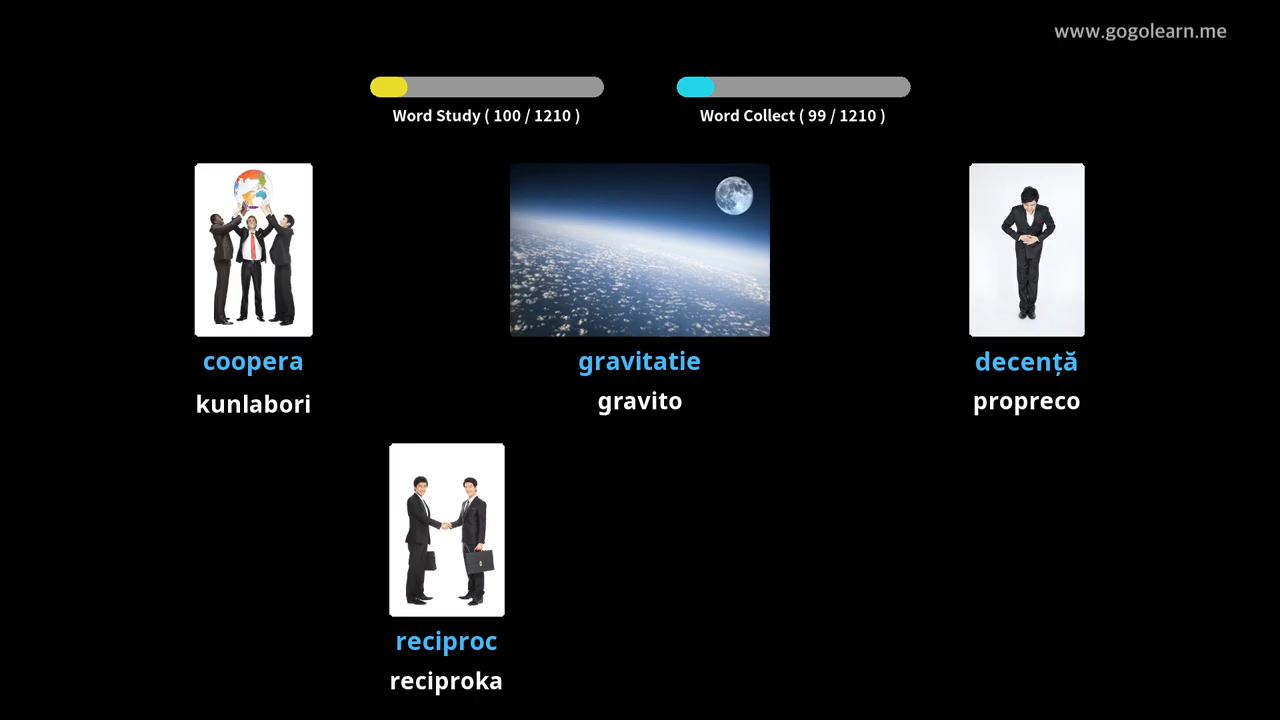 www.gogolearn.me
Word Study ( 100 / 1210 )
Word Collect ( 99 / 1210 )
coopera
gravitatie
decență
kunlabori
gravito
propreco
reciproc
reciproka